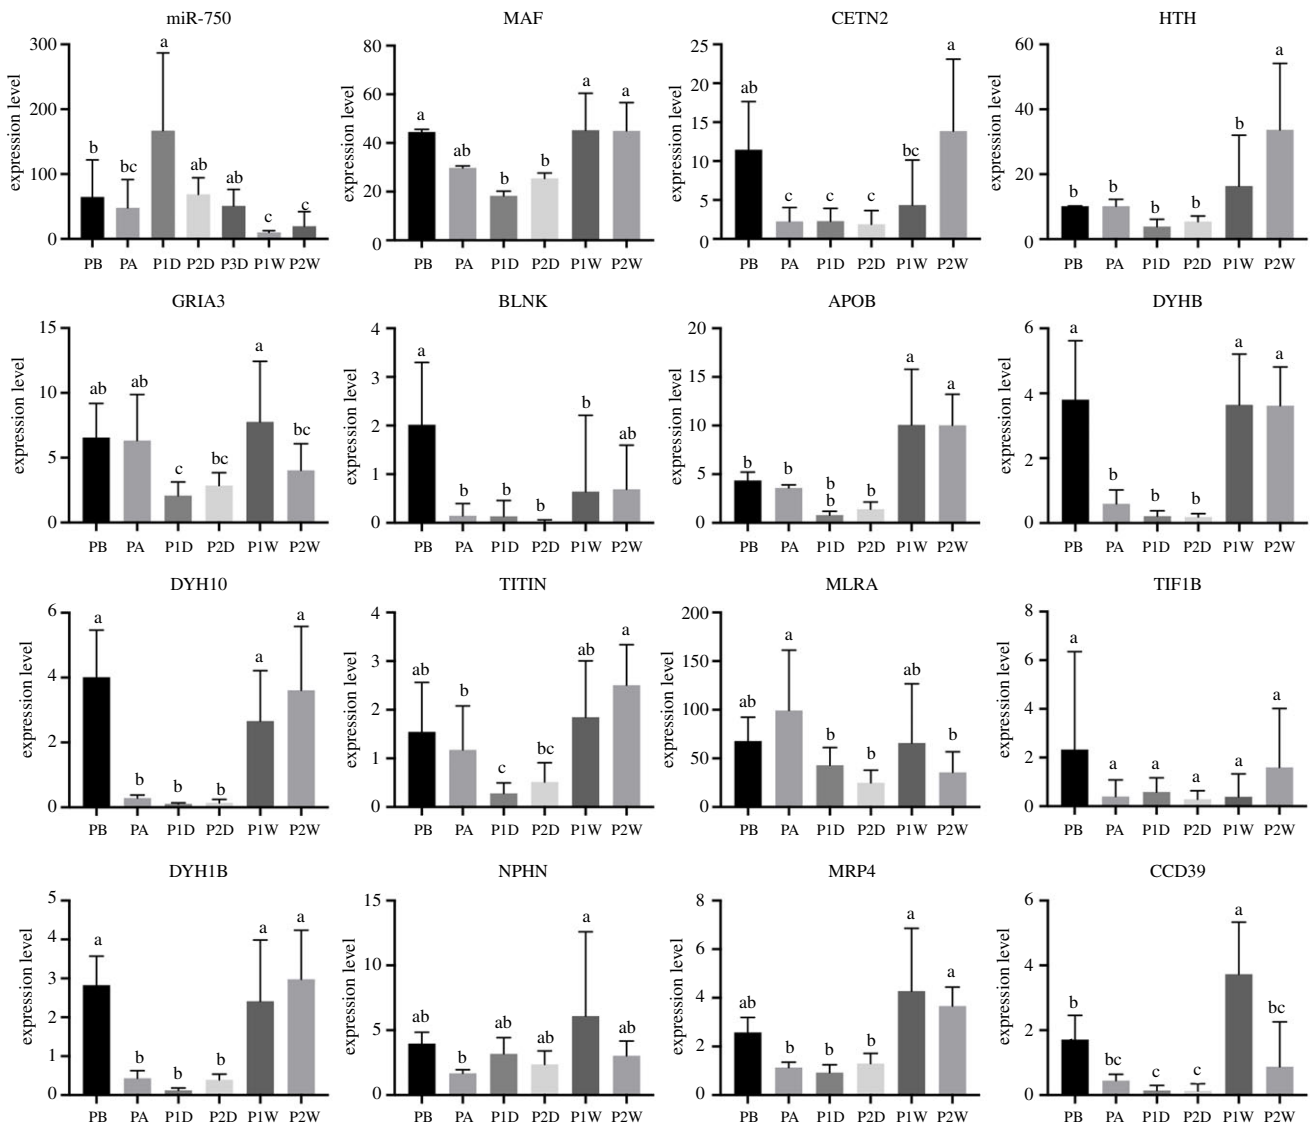 miR-750
expression level
300
200
100
0
b
bc
a
ab
ab
c
c
PB PA P1D P2D P3D P1W P2W
MAF
expression level
80
60
40
20
0
a
ab
b
b
a
a
PB PA P1D P2D P1W P2W
CETN2
expression level
25
20
15
10
5
0
ab
c
c
c
bc
a
PB PA P1D P2D P1W P2W
HTH
expression level
60
40
20
0
b
b
b
b
b
a
PB PA P1D P2D P1W P2W
GRIA3
expression level
15
10
5
0
ab
ab
c
bc
a
bc
PB PA P1D P2D P1W P2W
BLNK
expression level
4
3
2
1
0
a
b
b
b
b
ab
PB PA P1D P2D P1W P2W
APOB
expression level
20
15
10
5
0
b
b
b
b
b
a
a
PB PA P1D P2D P1W P2W
DYHB
expression level
6
4
2
0
a
b
b
b
a
a
PB PA P1D P2D P1W P2W
DYH10
expression level
6
4
2
0
a
b
b
b
a
a
PB PA P1D P2D P1W P2W
TITIN
expression level
4
3
2
1
0
ab
b
c
bc
ab
a
PB PA P1D P2D P1W P2W
MLRA
expression level
200
150
100
50
0
ab
a
b
b
ab
b
PB PA P1D P2D P1W P2W
TIF1B
expression level
8
6
4
2
0
a
a
a
a
a
a
PB PA P1D P2D P1W P2W
DYH1B
expression level
5
4
3
2
1
0
a
b
b
b
a
a
PB PA P1D P2D P1W P2W
NPHN
expression level
15
10
5
0
ab
b
ab
ab
a
ab
PB PA P1D P2D P1W P2W
MRP4
expression level
8
6
4
2
0
ab
b
b
b
a
a
PB PA P1D P2D P1W P2W
CCD39
expression level
6
4
2
0
b
bc
c
c
a
bc
PB PA P1D P2D P1W P2W